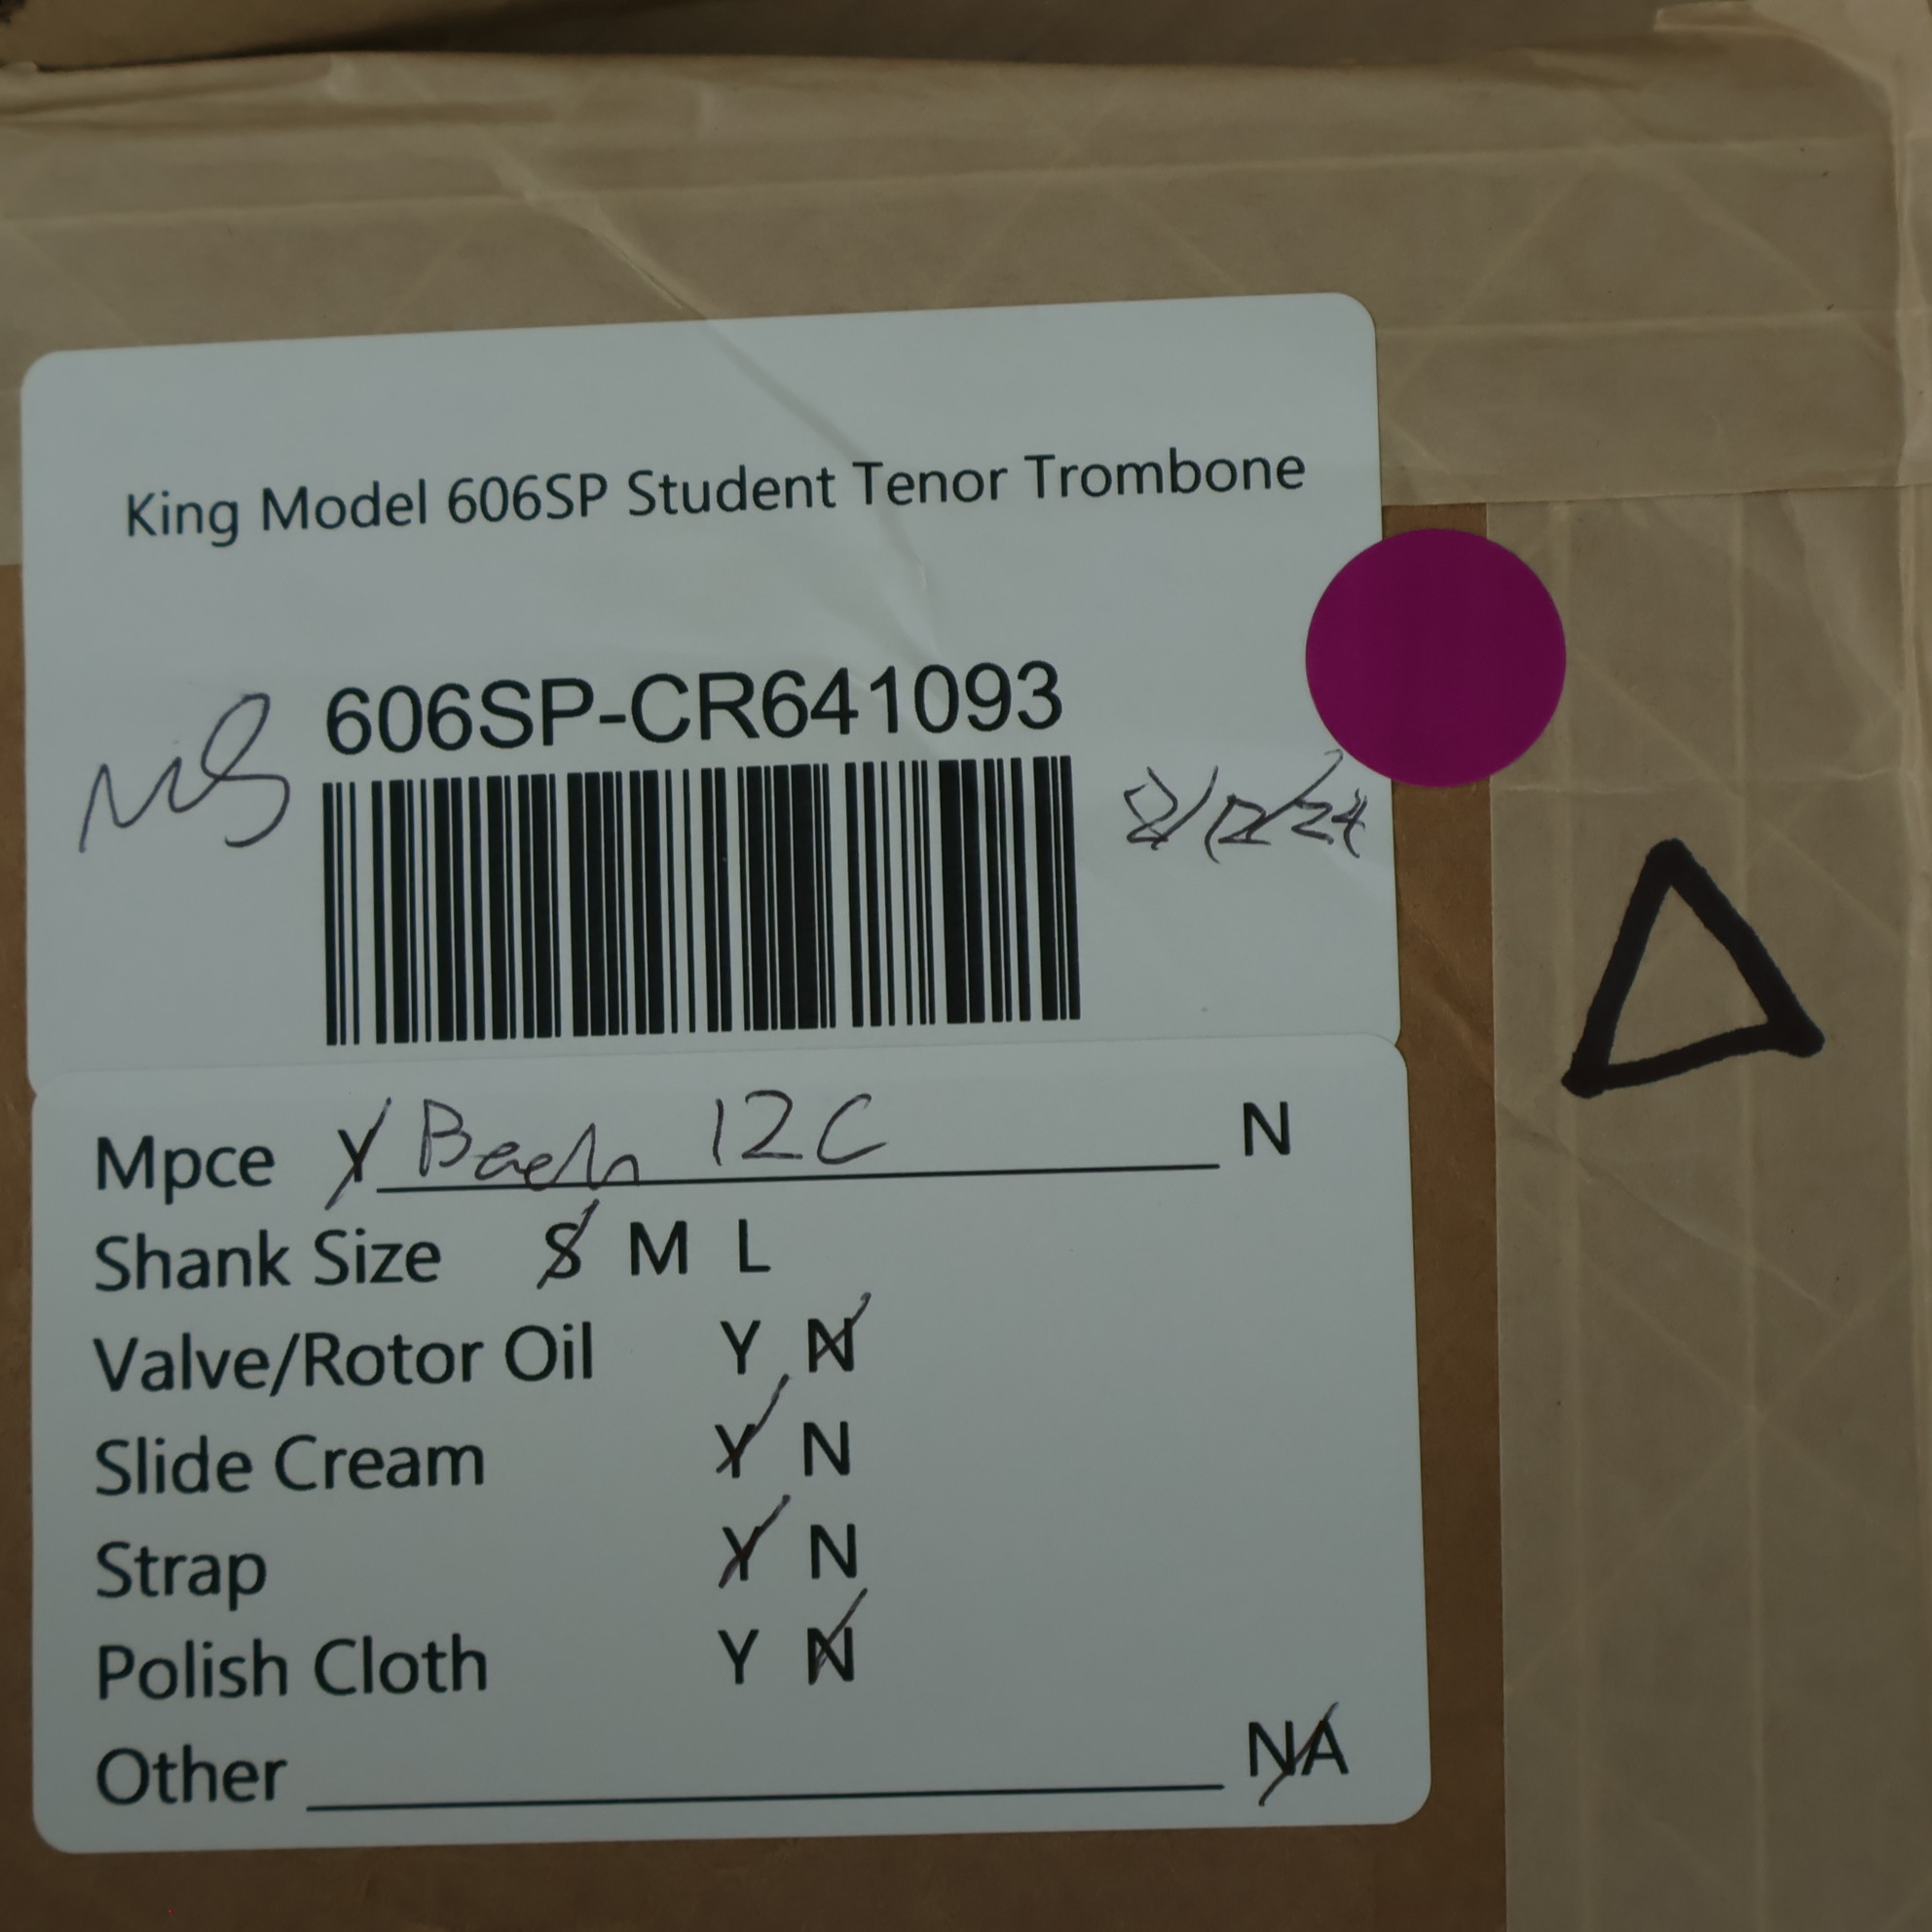 King Model 606SP Student Tenor Trombone
606SP-CR641093
Mpce Y Bach 12C N
Shank Size S M L
Valve/Rotor Oil Y N
Slide Cream Y N
Strap Y N
Polish Cloth Y N
Other NA